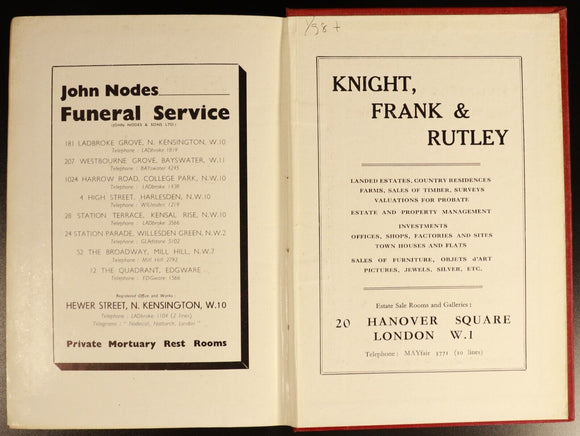 John Nodes
Funeral Service
(JOHN NODES & SONS LTD.)
181 LADBROKE GROVE, N. KENSINGTON, W.10
Telephone : LADbroke 1819
207 WESTBOURNE GROVE, BAYSWATER, W.11
Telephone : BAYswater 4245
1024 HARROW ROAD, COLLEGE PARK, N.W.10
Telephone : LADbroke 1438
4 HIGH STREET, HARLESDEN, N.W.10
Telephone : WILlesden 1219
28 STATION TERRACE, KENSAL RISE, N.W.10
Telephone : LADbroke 3566
24 STATION PARADE, WILLESDEN GREEN, N.W.2
Telephone : GLAdstone 5102
52 THE BROADWAY, MILL HILL, N.W.7
Telephone : Mill Hill 2792
12 THE QUADRANT, EDGWARE
Telephone : EDGware 1566
Registered Office and Works :
HEWER STREET, N. KENSINGTON, W.10
Telephone : LADbroke 1104 (2 lines)
Telegrams : " Nodecal, Nottarch, London "
Private Mortuary Rest Rooms
KNIGHT,
FRANK &
RUTLEY
LANDED ESTATES, COUNTRY RESIDENCES
FARMS, SALES OF TIMBER, SURVEYS
VALUATIONS FOR PROBATE
ESTATE AND PROPERTY MANAGEMENT
INVESTMENTS
OFFICES, SHOPS, FACTORIES AND SITES
TOWN HOUSES AND FLATS
SALES OF FURNITURE, OBJETS d'ART
PICTURES, JEWELS, SILVER, ETC.
Estate Sale Rooms and Galleries :
20 HANOVER SQUARE
LONDON W.1
Telephone : MAYfair 3771 (10 lines)